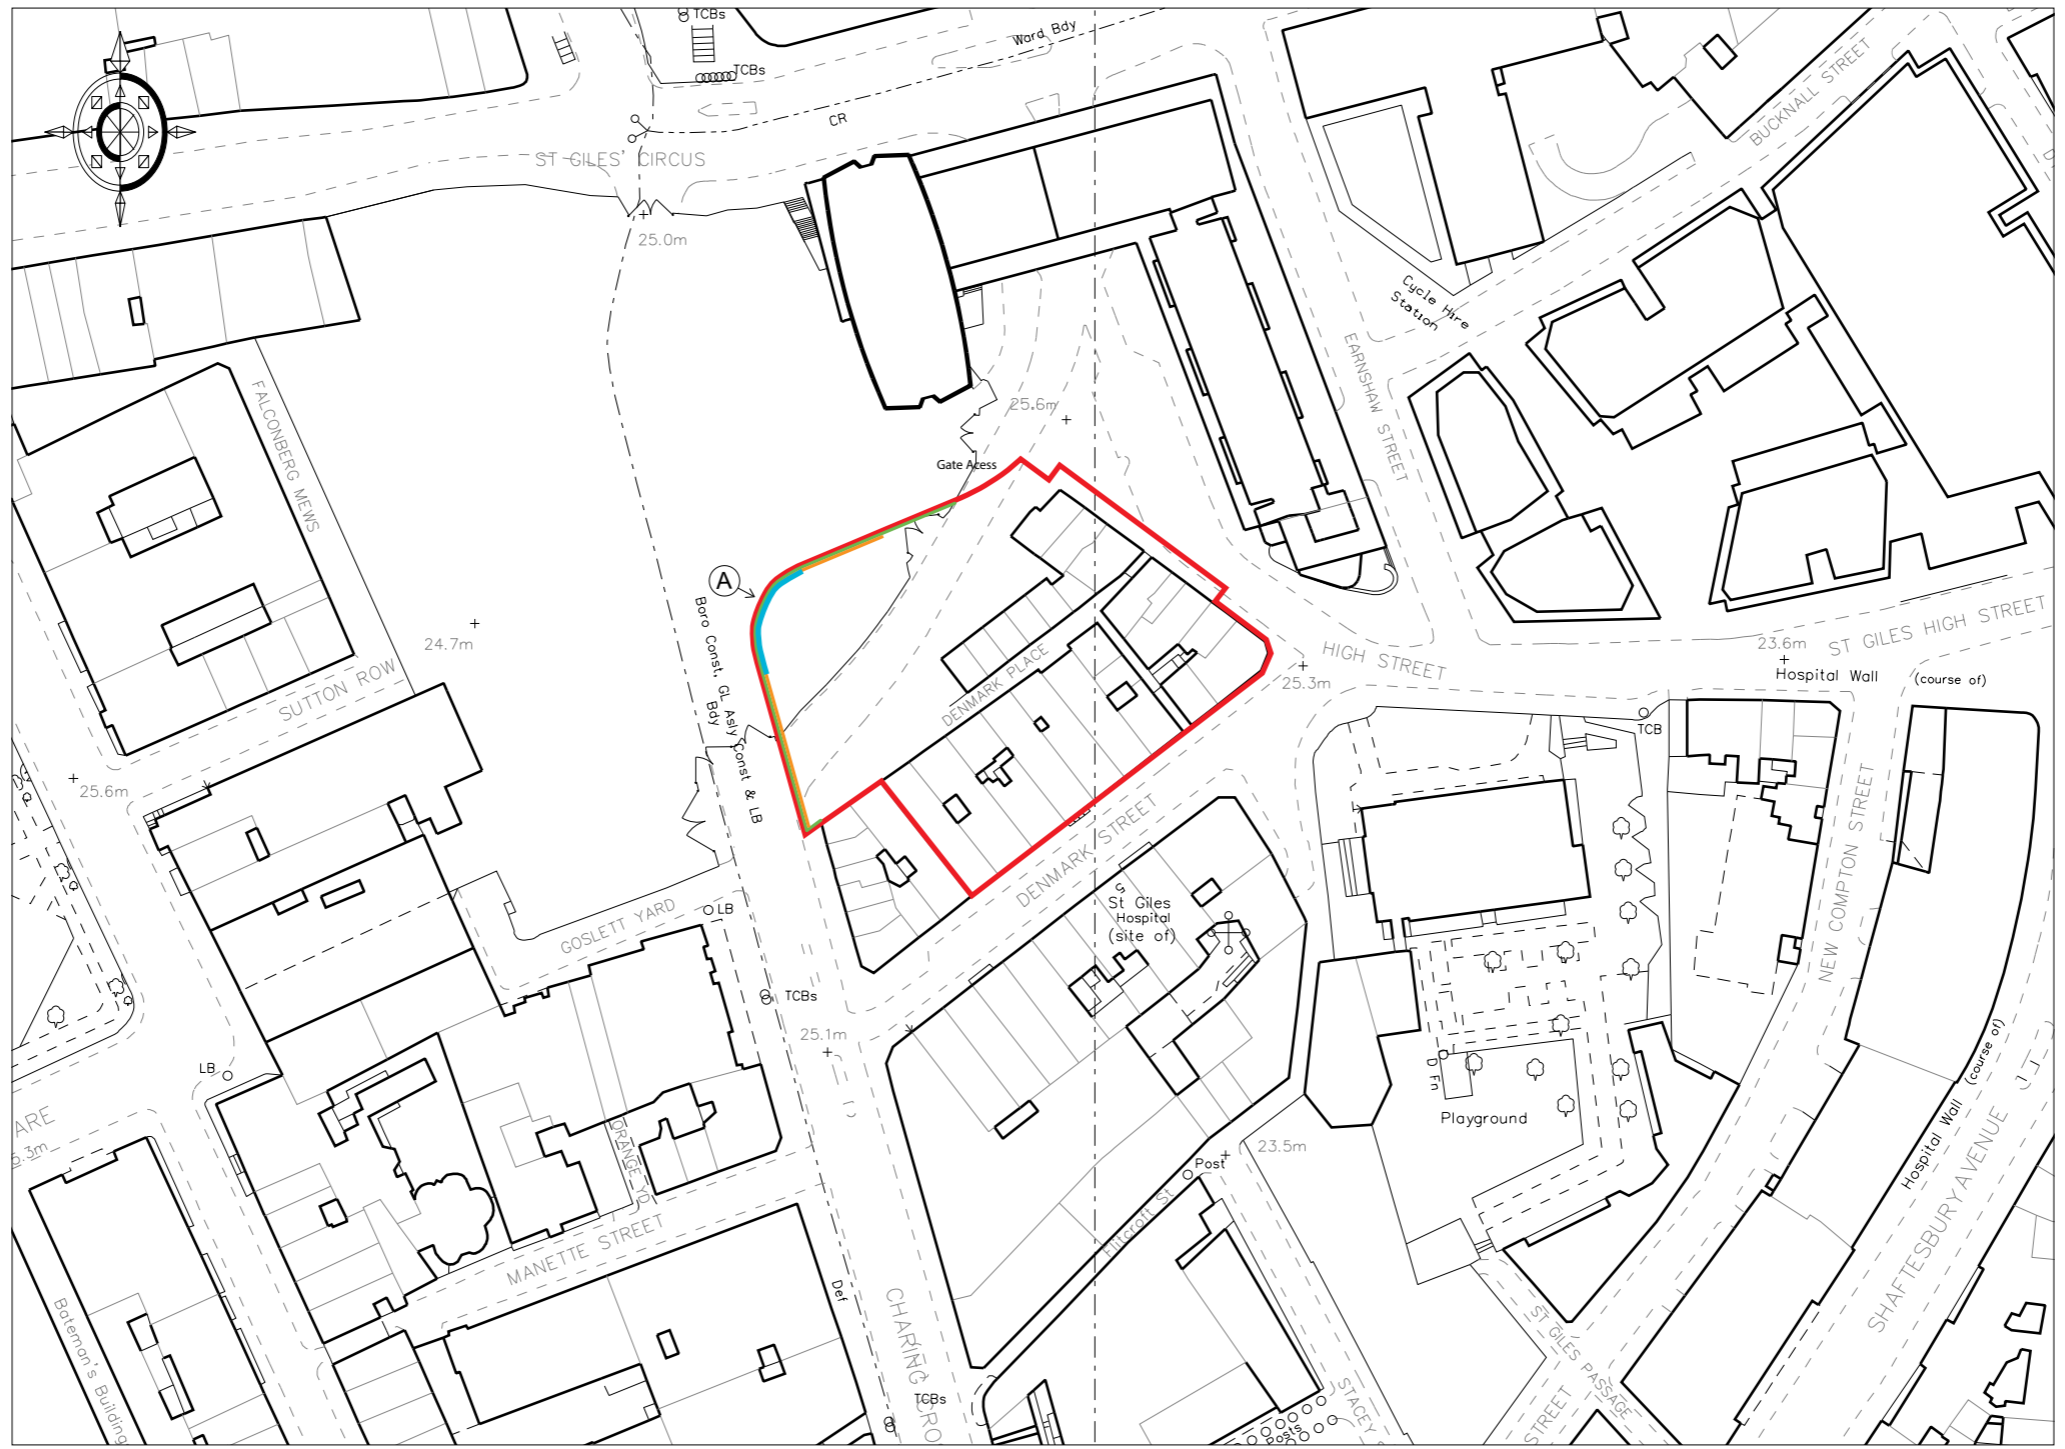 TCBs
Ward Bdy
TCBs
CR
ST GILES' CIRCUS
BUCKNALL STREET
25.0m
Cycle Hire
Station
EARNSHAW STREET
FALCONBERG MEWS
25.6m
Gate Acess
A
Boro Const, GL Asly Const & LB
Bdy
24.7m
SUTTON ROW
DENMARK PLACE
HIGH STREET
25.3m
23.6m
ST GILES HIGH STREET
Hospital Wall
(course of)
TCB
25.6m
DENMARK STREET
St Giles
Hospital
(site of)
NEW COMPTON STREET
LB
GOSLETT YARD
TCBs
25.1m
LB
D Fn
Playground
Hospital Wall
(course of)
ARE
5.3m
ORANGE YD
Post
23.5m
Flitcroft St
MANETTE STREET
Def
CHARING CRO
SHAFTESBURY AVENUE
Bateman's Building
ST GILES PASSAGE
STREET
STACEY S
TCBs
Posts